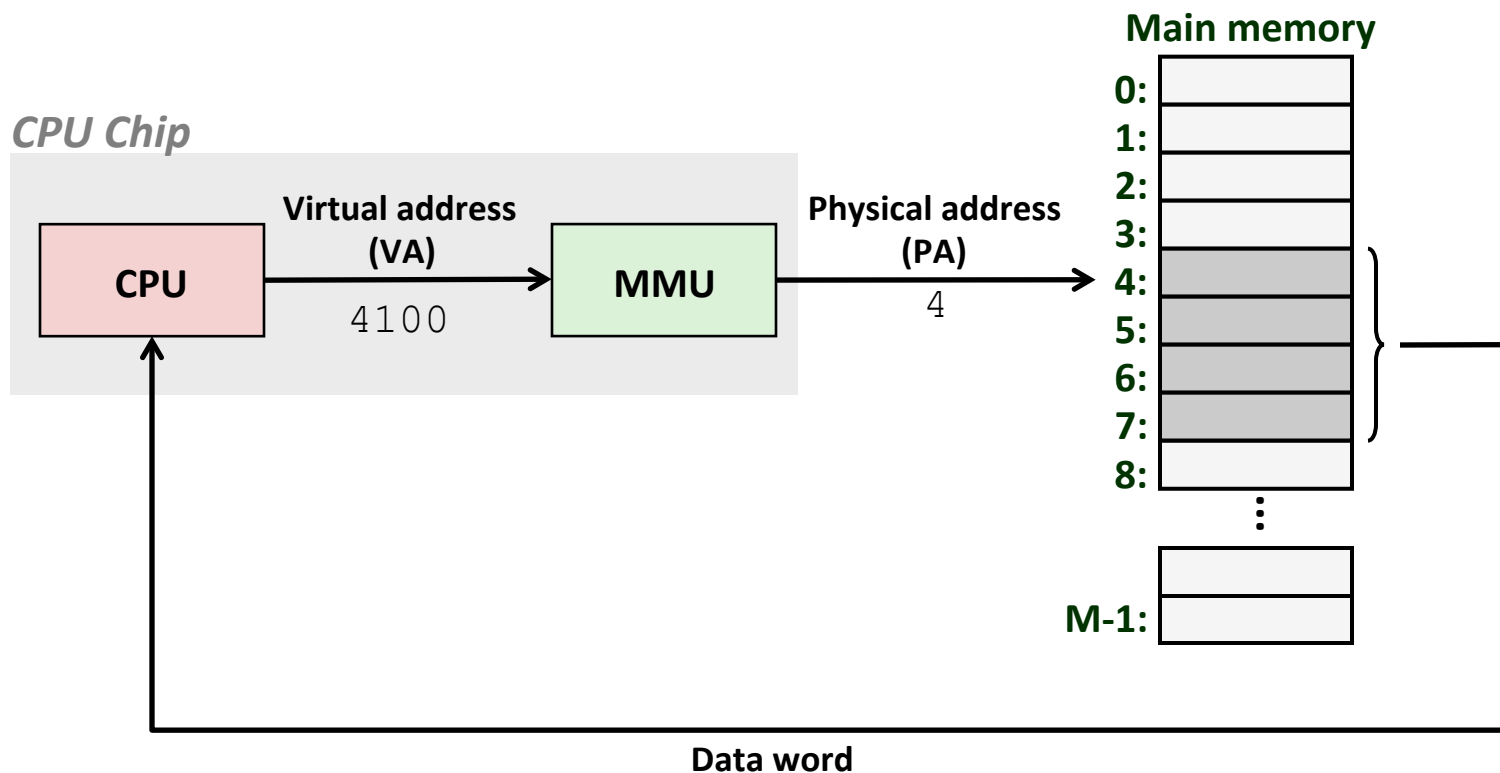 Main memory
CPU Chip
Virtual address
(VA)
Physical address
(PA)
CPU
MMU
4100
4
0:
1:
2:
3:
4:
5:
6:
7:
8:
M-1:
Data word